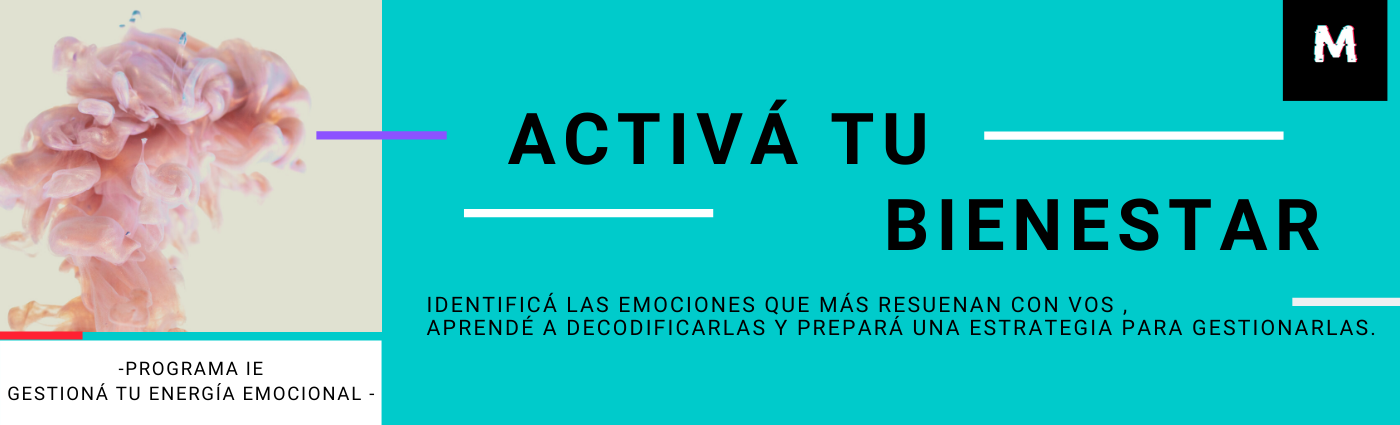 M
ACTIVÁ TU
BIENESTAR
IDENTIFICÁ LAS EMOCIONES QUE MÁS RESUENAN CON VOS ,
APRENDÉ A DECODIFICARLAS Y PREPARÁ UNA ESTRATEGIA PARA GESTIONARLAS.
-PROGRAMA IE
GESTIONÁ TU ENERGÍA EMOCIONAL -